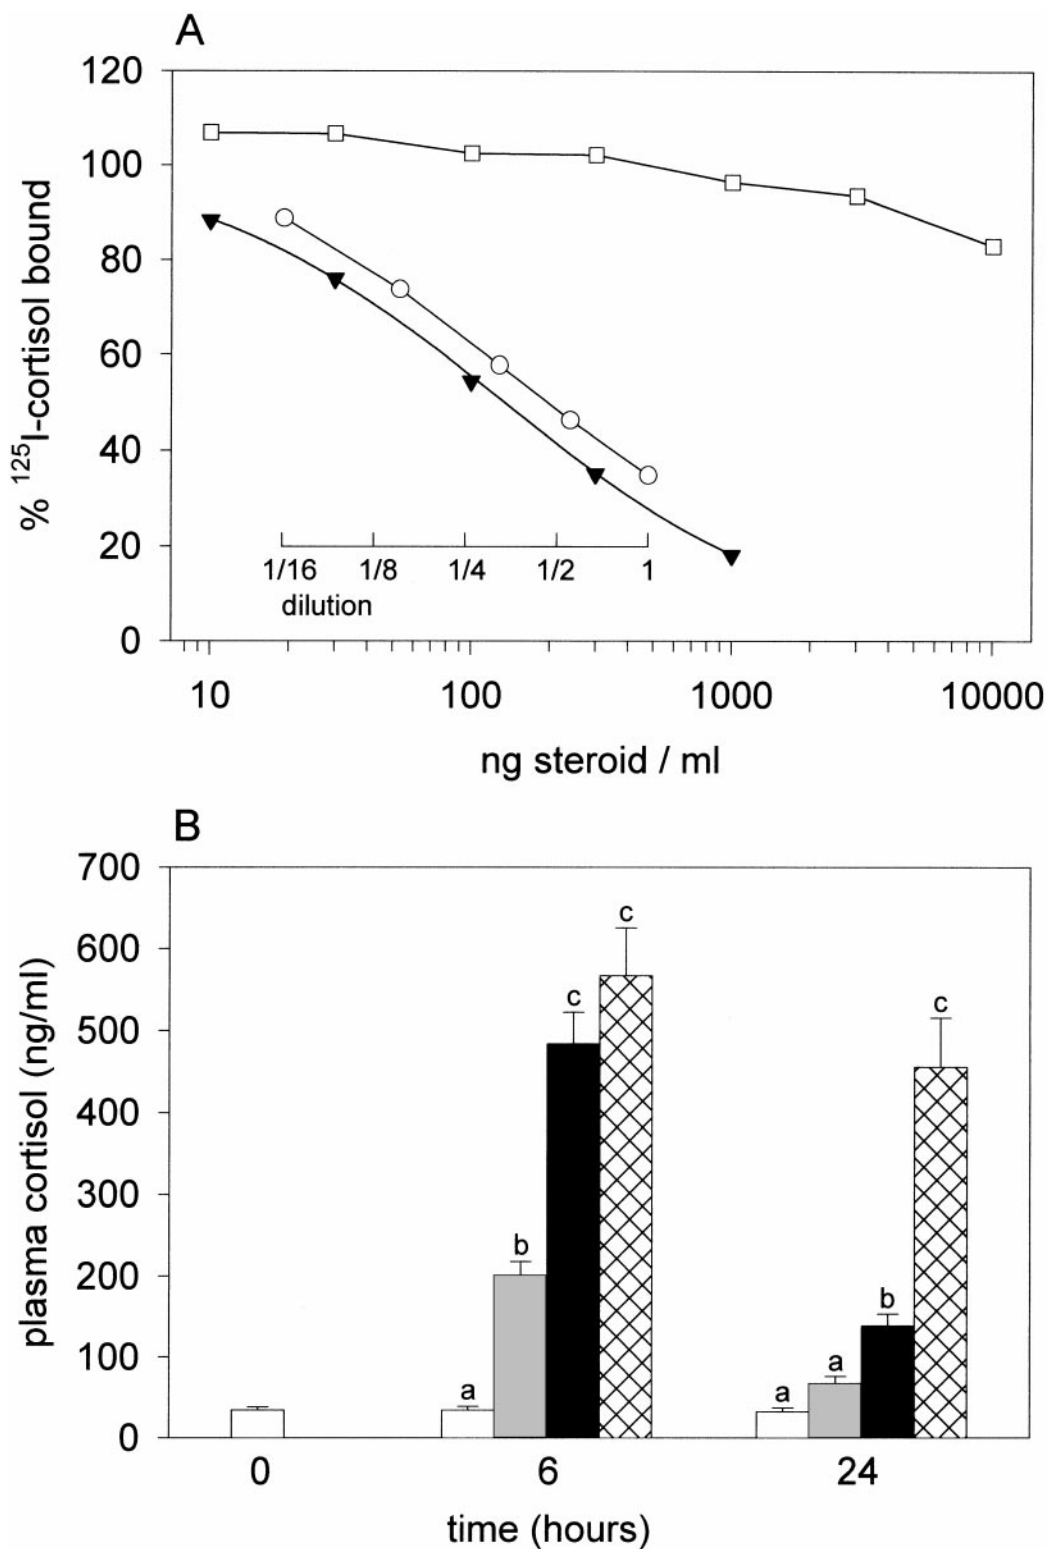 A
120
100
80
60
40
20
0
% ¹²⁵I-cortisol bound
1/16 1/8 1/4 1/2 1
dilution
10 100 1000 10000
ng steroid / ml
B
700
600
500
400
300
200
100
0
plasma cortisol (ng/ml)
a b c c
a a b c
0 6 24
time (hours)